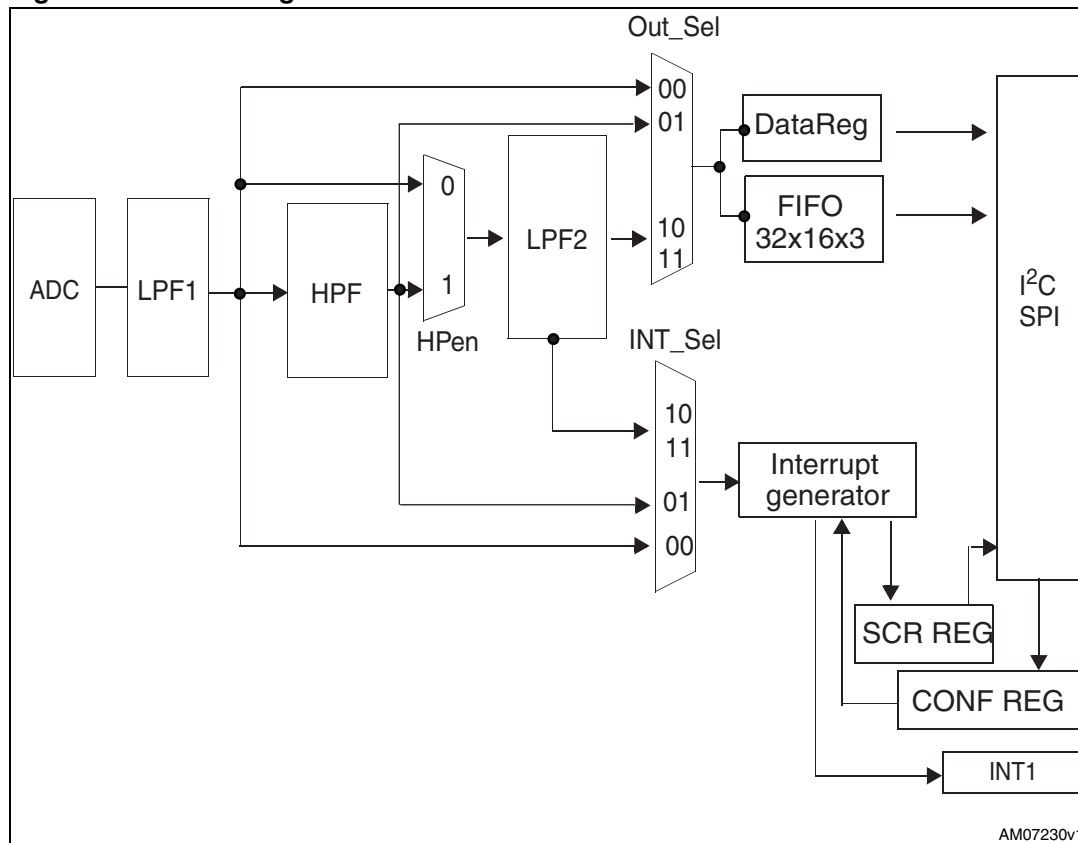 Out_Sel
00
01
10
11
DataReg
FIFO
32x16x3
I²C
SPI
ADC
LPF1
HPF
0
1
HPen
LPF2
INT_Sel
10
11
01
00
Interrupt
generator
SCR REG
CONF REG
INT1
AM07230v1